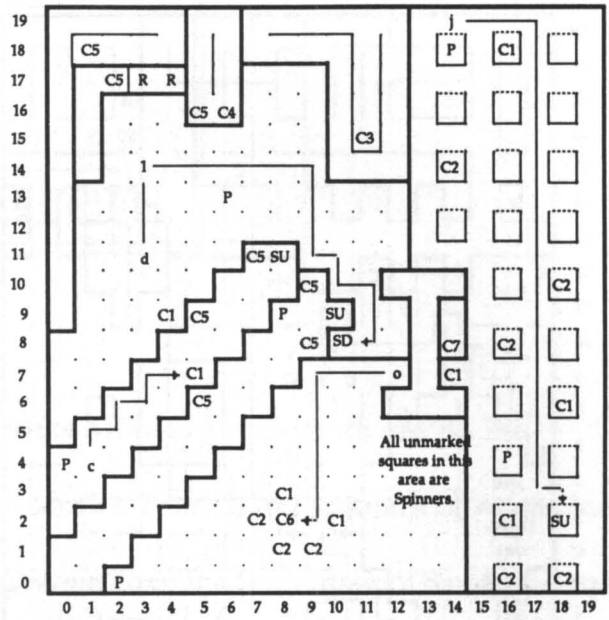 19 j
18 C5 P C1
17 C5 R R
16
15 C5 C4 C3
14 l C2
13 P
12
11 d C5 SU
10 C5 C2
9 C1 C5 P SU
8 C5 SD C7 C2
7 C1 o C1
6 C5 C1
5 All unmarked
4 P c squares in this P
area are
3 C1 Spinners.
2 C2 C6 C1 C1 SU
1 C2 C2
0 P C2 C2
0 1 2 3 4 5 6 7 8 9 10 11 12 13 14 15 16 17 18 19